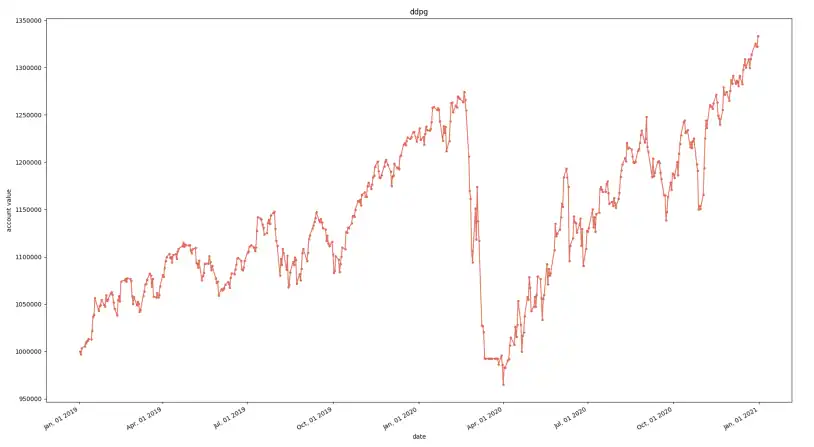 ddpg
1350000
1300000
1250000
1200000
1150000
1100000
1050000
1000000
950000
account value
Jan, 01 2019
Apr, 01 2019
Jul, 01 2019
Oct, 01 2019
Jan, 01 2020
Apr, 01 2020
Jul, 01 2020
Oct, 01 2020
Jan, 01 2021
date